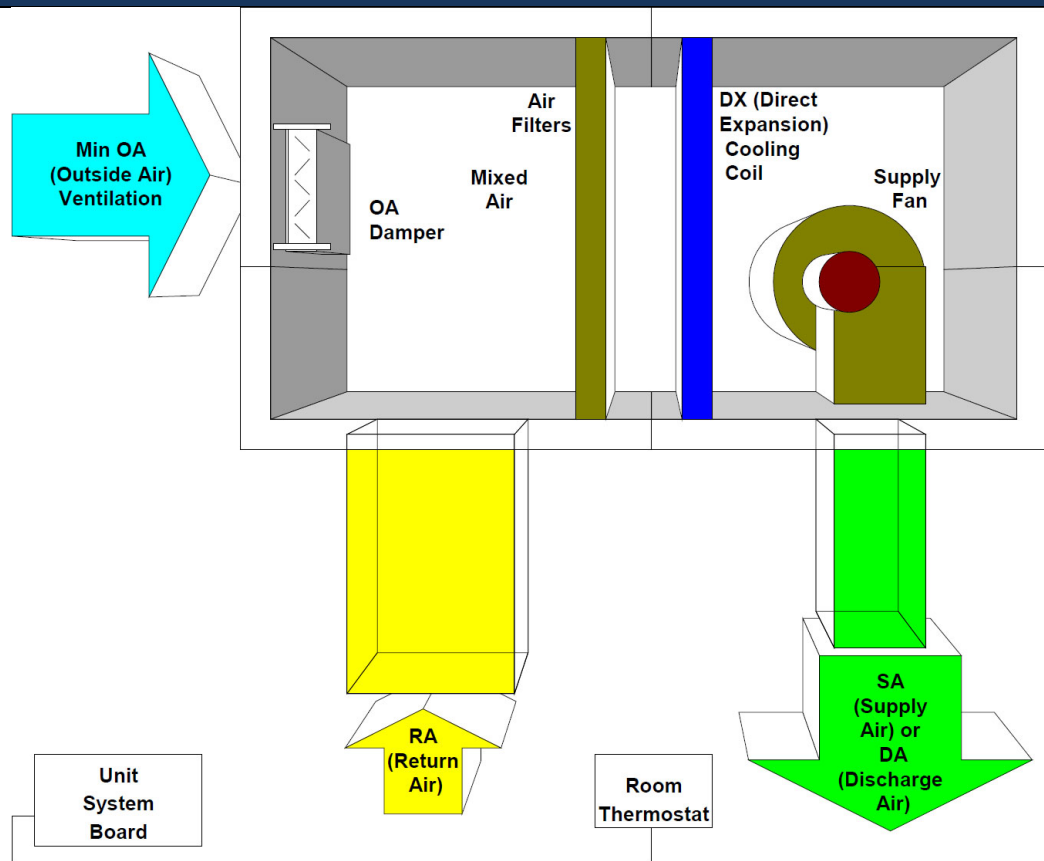 Min OA
(Outside Air)
Ventilation
OA
Damper
Mixed
Air
Air
Filters
DX (Direct
Expansion)
Cooling
Coil
Supply
Fan
RA
(Return
Air)
SA
(Supply
Air) or
DA
(Discharge
Air)
Unit
System
Board
Room
Thermostat